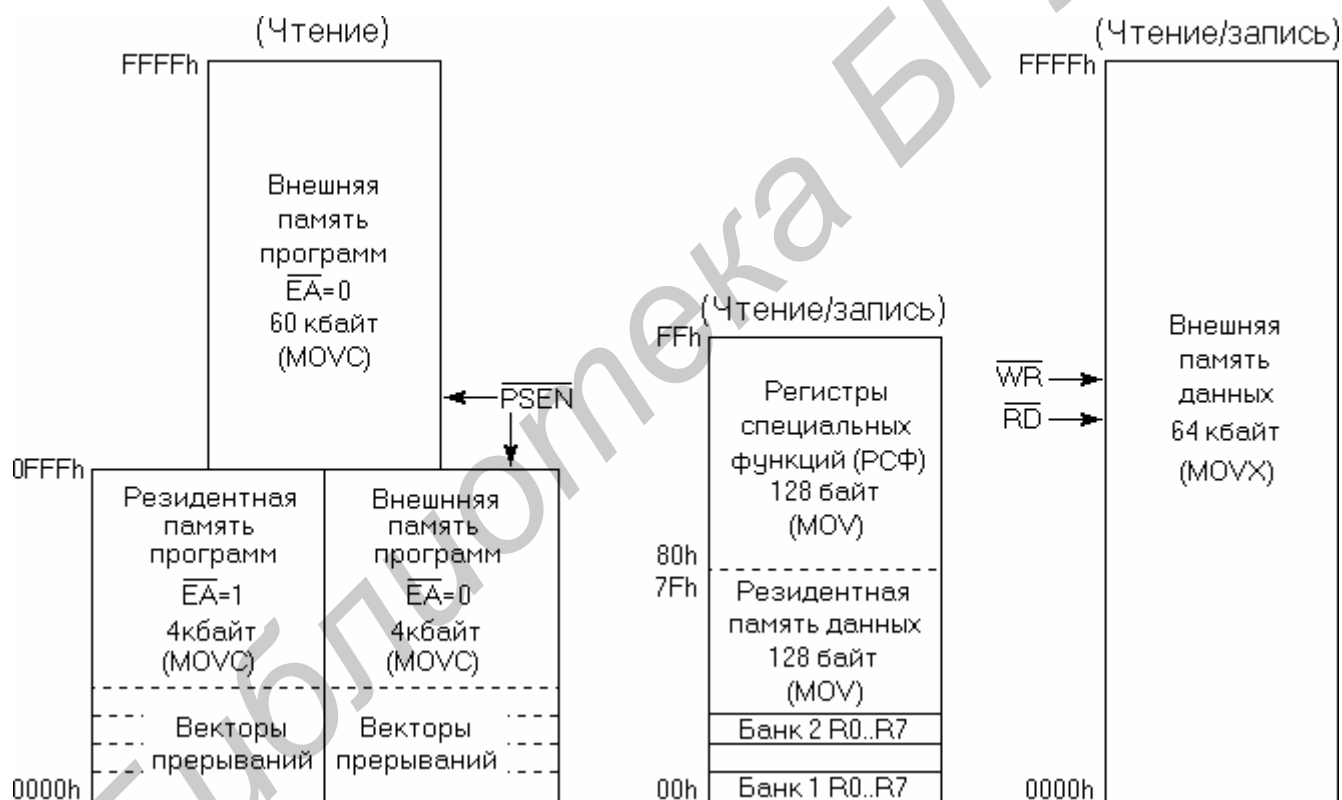 (Чтение)
FFFFh
Внешняя
память
программ
EA=0
60 кбайт
(MOVC)
PSEN
0FFFh
Резидентная
память
программ
EA=1
4кбайт
(MOVC)
Векторы
прерываний
Внешнняя
память
программ
EA=0
4кбайт
(MOVC)
Векторы
прерываний
0000h
(Чтение/запись)
FFh
Регистры
специальных
функций (РСФ)
128 байт
(MOV)
80h
7Fh
Резидентная
память данных
128 байт
(MOV)
Банк 2 R0..R7
00h
Банк 1 R0..R7
(Чтение/запись)
FFFFh
WR
RD
Внешняя
память
данных
64 кбайт
(MOVX)
0000h
Библиотека